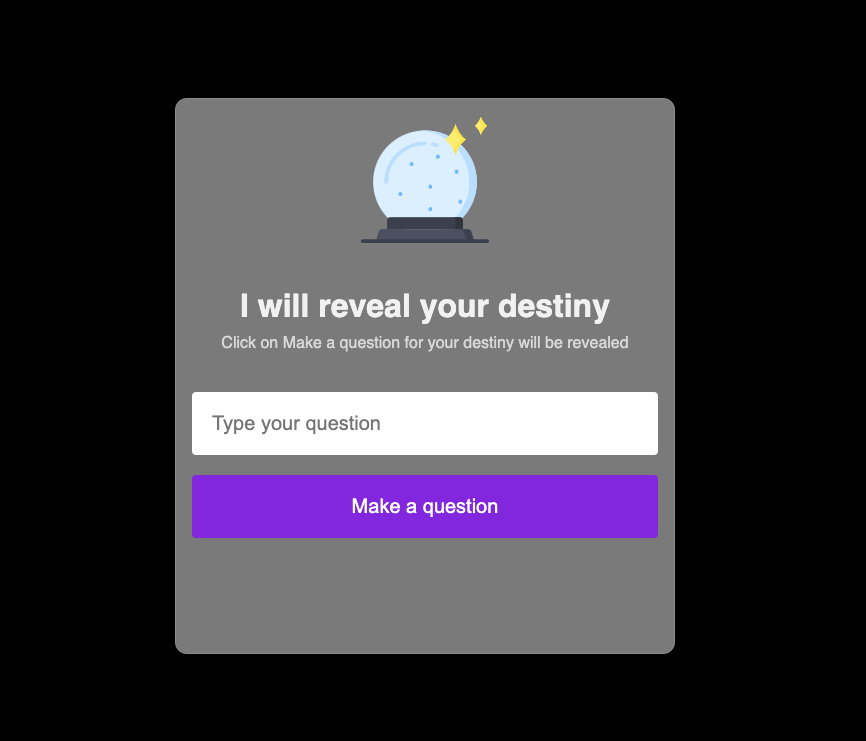 I will reveal your destiny
Click on Make a question for your destiny will be revealed
Type your question
Make a question